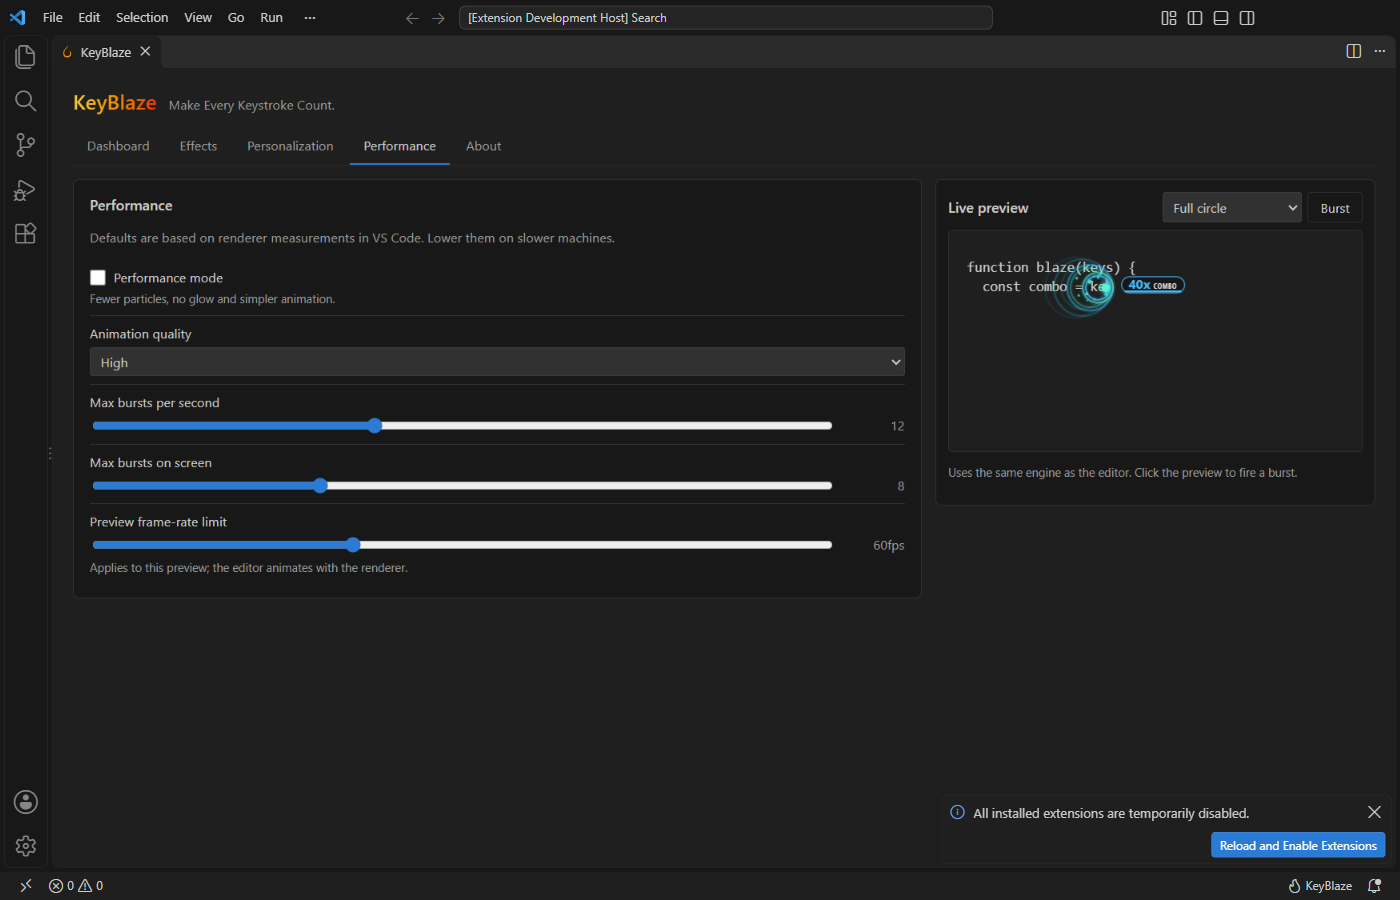 File Edit Selection View Go Run ···
[Extension Development Host] Search
KeyBlaze
KeyBlaze Make Every Keystroke Count.
Dashboard Effects Personalization Performance About
Performance
Defaults are based on renderer measurements in VS Code. Lower them on slower machines.
Performance mode
Fewer particles, no glow and simpler animation.
Animation quality
High
Max bursts per second
12
Max bursts on screen
8
Preview frame-rate limit
60fps
Applies to this preview; the editor animates with the renderer.
Live preview Full circle Burst
function blaze(keys) {
const combo = ke
40x COMBO
Uses the same engine as the editor. Click the preview to fire a burst.
All installed extensions are temporarily disabled.
Reload and Enable Extensions
0 0 KeyBlaze